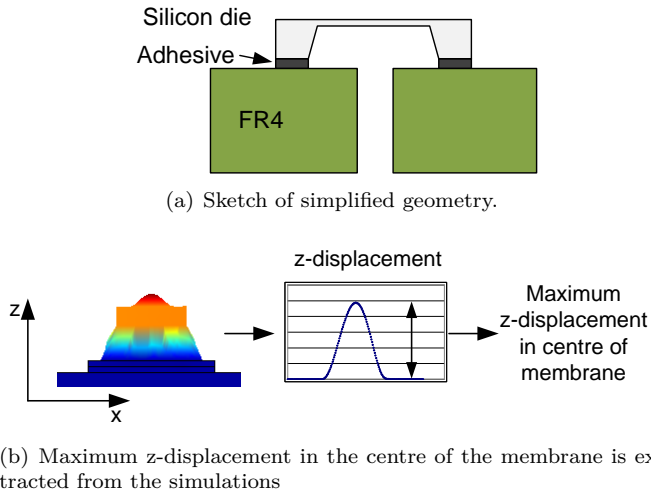 Silicon die
Adhesive
FR4
(a) Sketch of simplified geometry.
z-displacement
z
x
Maximum
z-displacement
in centre of
membrane
(b) Maximum z-displacement in the centre of the membrane is ex-
tracted from the simulations